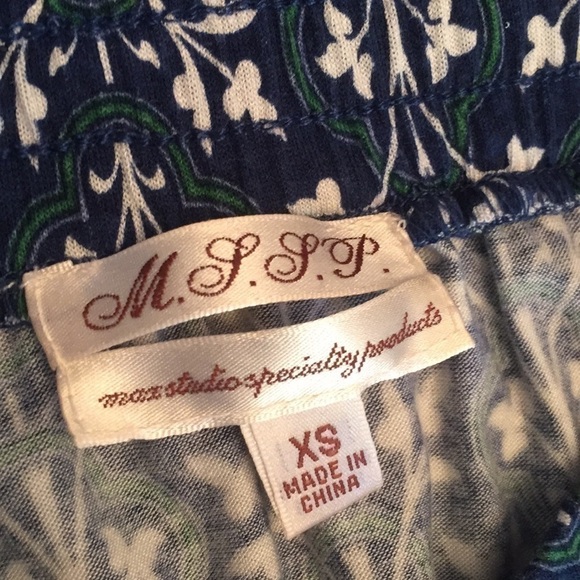 M.S.S.P.
max studio specialty products
XS
MADE IN
CHINA